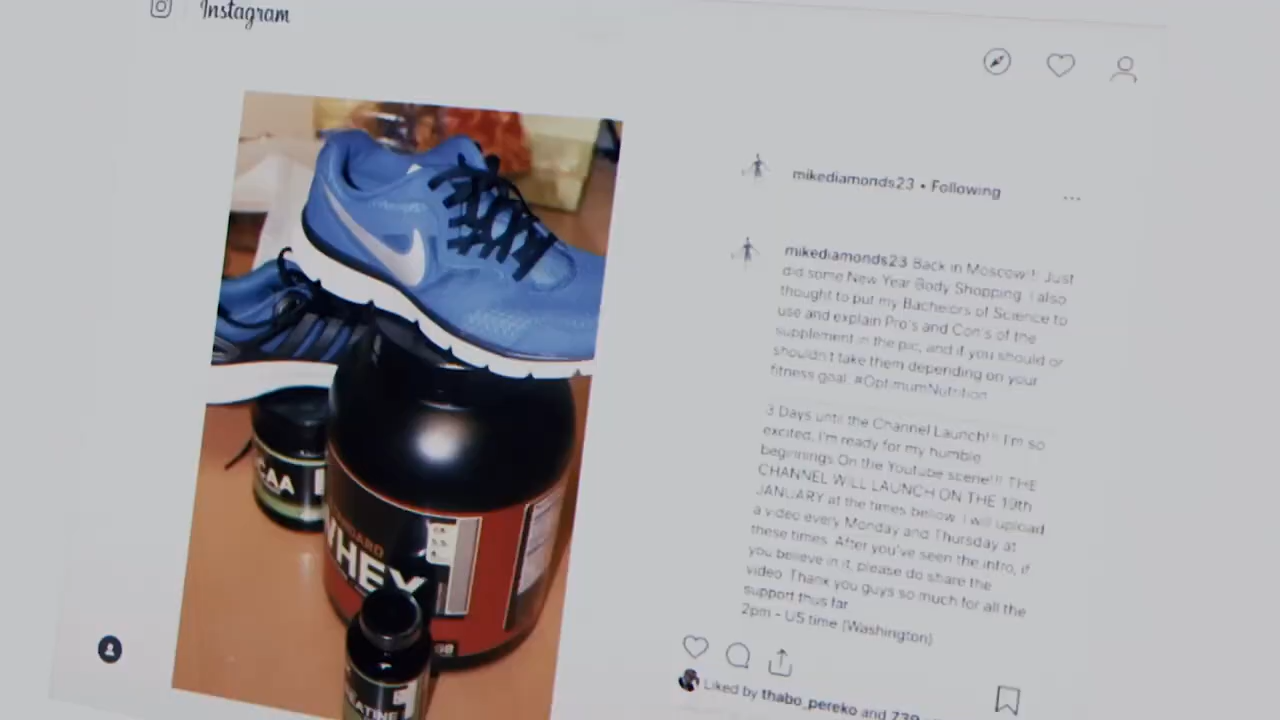 Instagram
mikediamonds23 • Following
mikediamonds23 Back in Moscow!!. Just
did some New Year Body Shopping. I also
thought to put my Bachelors of Science to
use and explain Pro's and Con's of the
supplement in the pic, and if you should or
shouldn't take them depending on your
fitness goal. #OptimumNutrition
3 Days until the Channel Launch!!! I'm so
excited, I'm ready for my humble
beginnings On the Youtube scene!!! THE
CHANNEL WILL LAUNCH ON THE 19th
JANUARY at the times bellow. I will upload
a video every Monday and Thursday at
these times. After you've seen the intro, if
you believe in it, please do share the
video. Thank you guys so much for all the
support thus far
2pm - US time (Washington)
Liked by thabo_pereko and 739
WHEY